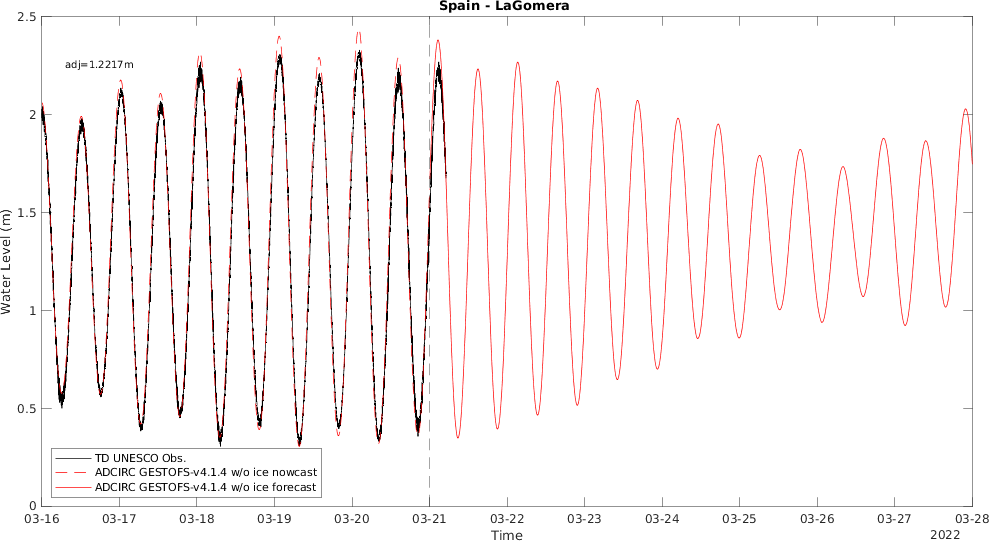 Spain - LaGomera
adj=1.2217m
Water Level (m)
2.5
2
1.5
1
0.5
0
TD UNESCO Obs.
ADCIRC GESTOFS-v4.1.4 w/o ice nowcast
ADCIRC GESTOFS-v4.1.4 w/o ice forecast
03-16 03-17 03-18 03-19 03-20 03-21 03-22 03-23 03-24 03-25 03-26 03-27 03-28
Time
2022